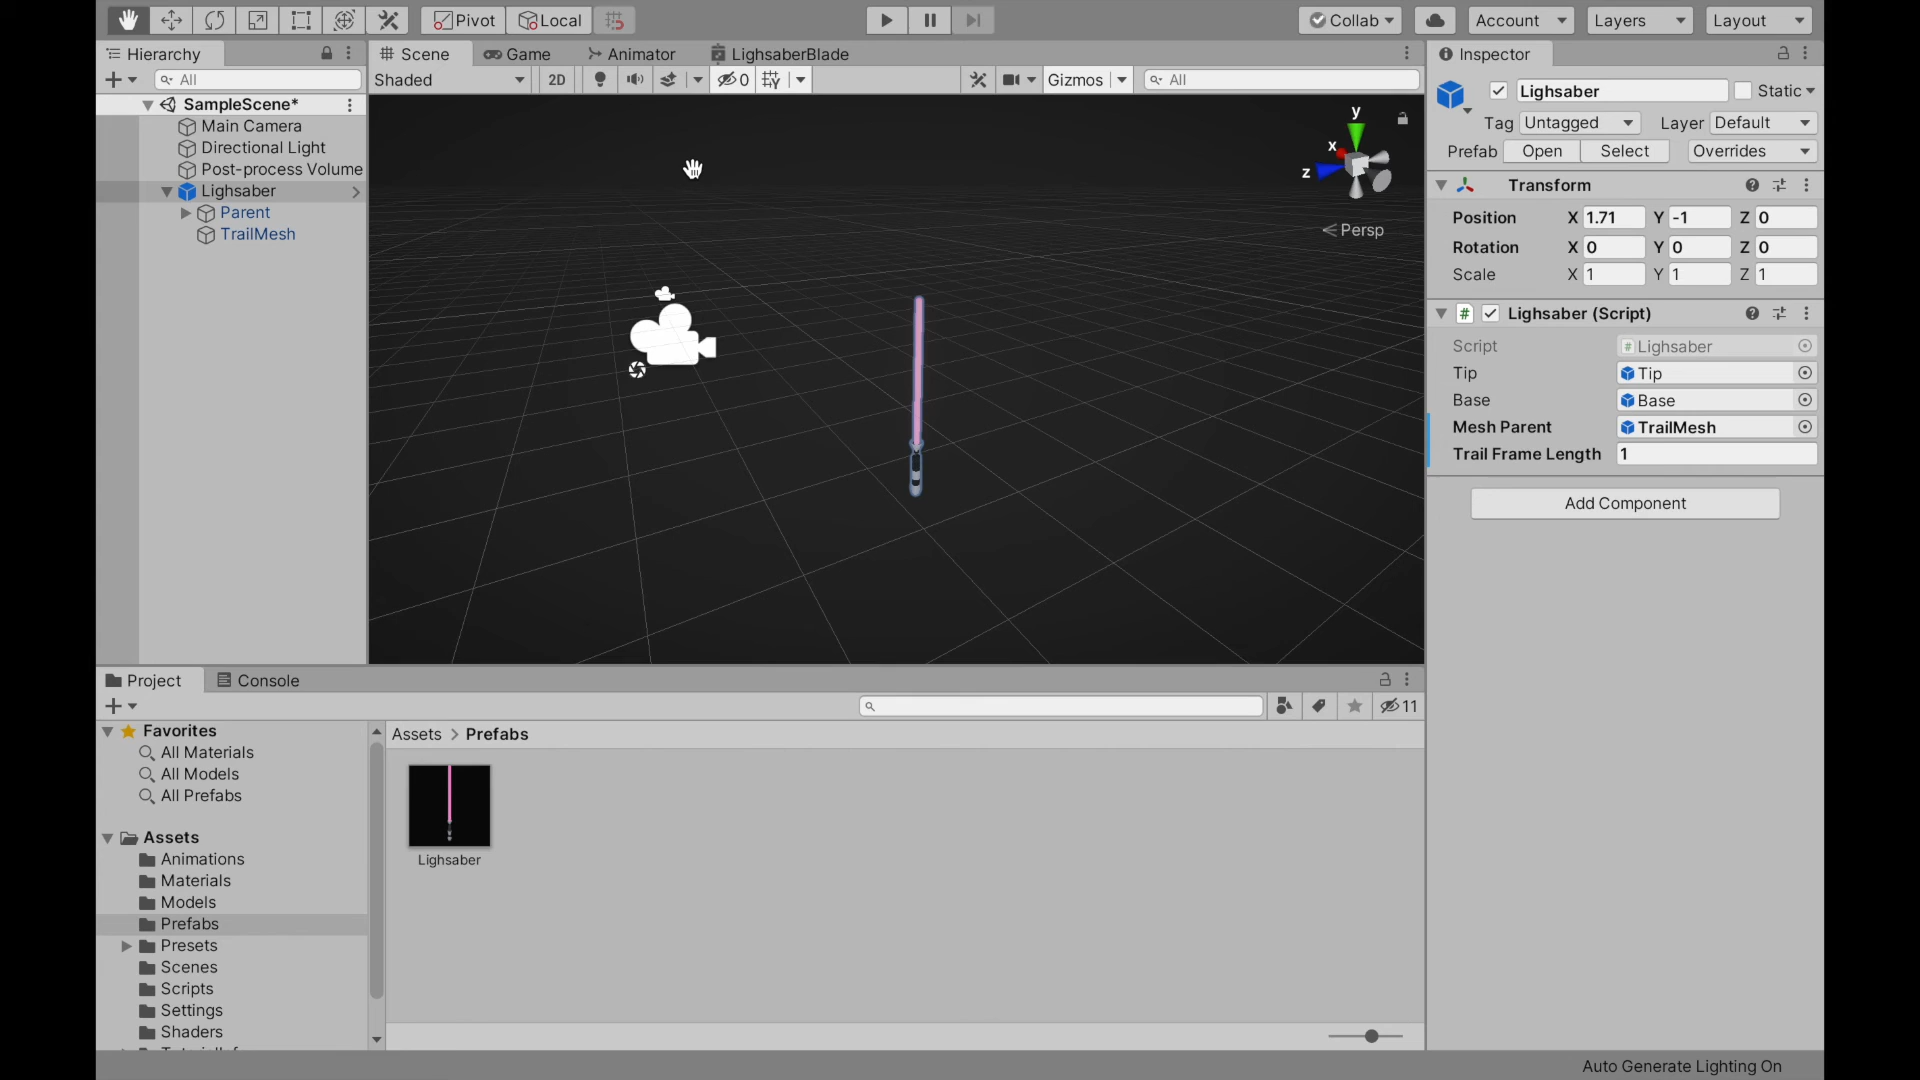 Pivot Local Collab Account Layers Layout
Hierarchy Scene Game Animator LighsaberBlade Inspector
All Shaded 2D 0 Gizmos All
Lighsaber Static
SampleScene*
Main Camera
Directional Light
Post-process Volume
Lighsaber
Parent
TrailMesh
y
x
z
Persp
Tag Untagged Layer Default
Prefab Open Select Overrides
Transform
Position X 1.71 Y -1 Z 0
Rotation X 0 Y 0 Z 0
Scale X 1 Y 1 Z 1
# Lighsaber (Script)
Script # Lighsaber
Tip Tip
Base Base
Mesh Parent TrailMesh
Trail Frame Length 1
Add Component
Project Console
11
Favorites
All Materials
All Models
All Prefabs
Assets
Animations
Materials
Models
Prefabs
Presets
Scenes
Scripts
Settings
Shaders
Assets > Prefabs
Lighsaber
Auto Generate Lighting On